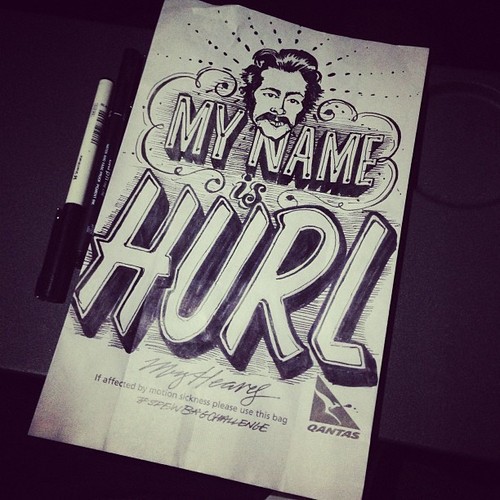 MY NAME
is
HURL
If affected by motion sickness please use this bag
QANTAS